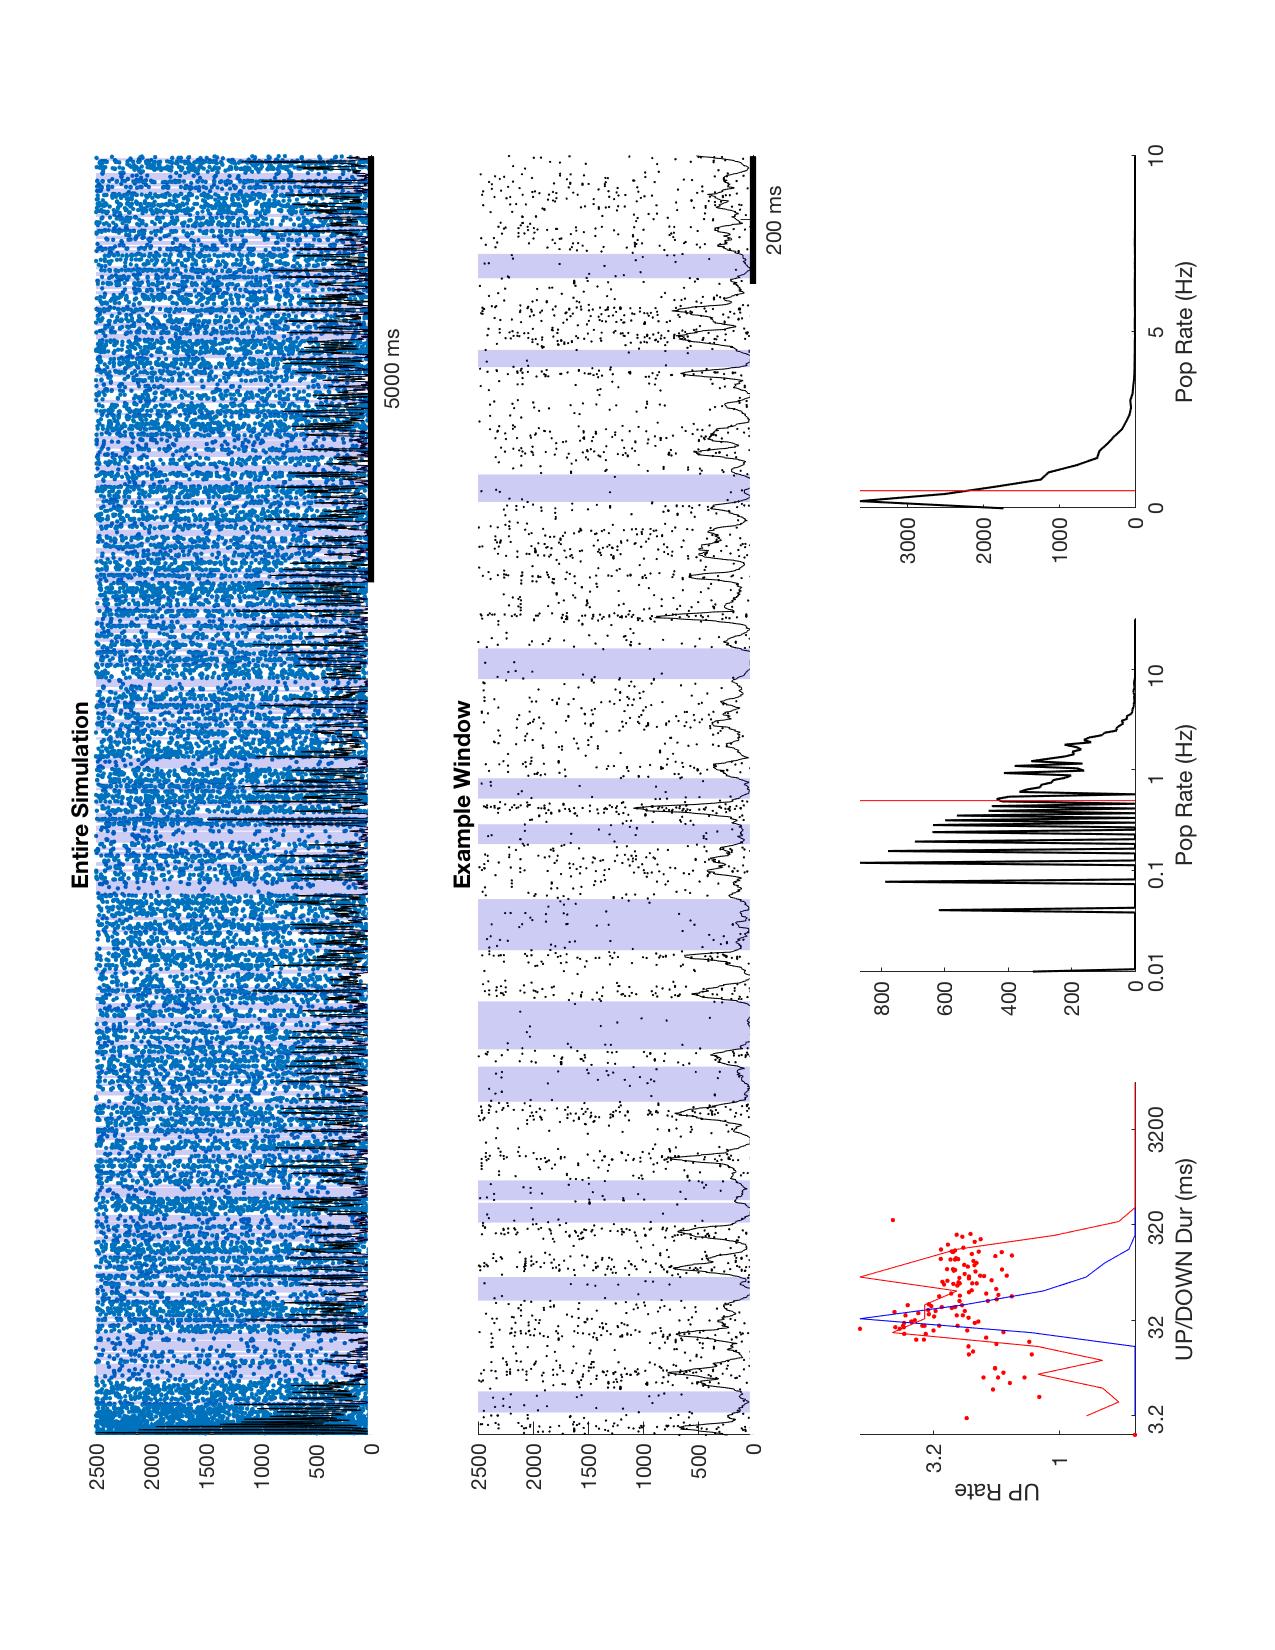 Entire Simulation
2500
2000
1500
1000
500
0
5000 ms
Example Window
2500
2000
1500
1000
500
0
200 ms
UP Rate
3.2
1
3.2 32 320 3200
UP/DOWN Dur (ms)
800
600
400
200
0
0.01 0.1 1 10
Pop Rate (Hz)
3000
2000
1000
0
0 5 10
Pop Rate (Hz)